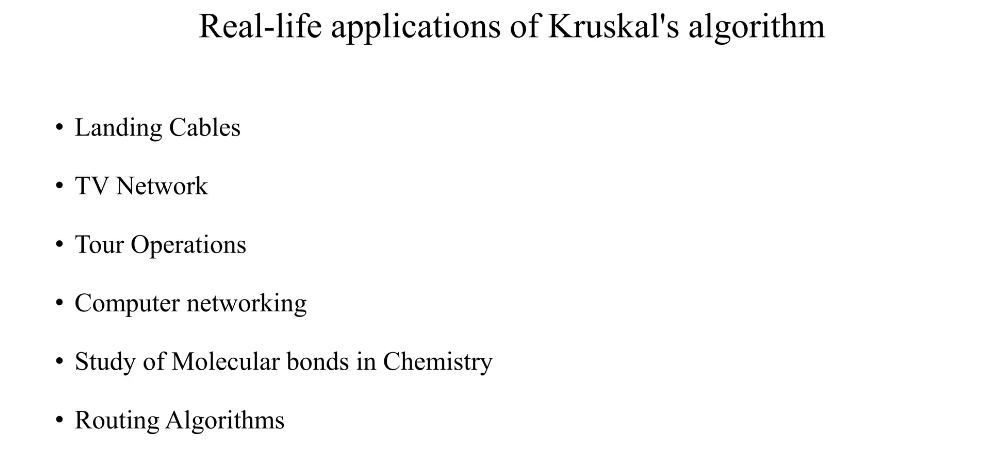 Real-life applications of Kruskal's algorithm
• Landing Cables
• TV Network
• Tour Operations
• Computer networking
• Study of Molecular bonds in Chemistry
• Routing Algorithms